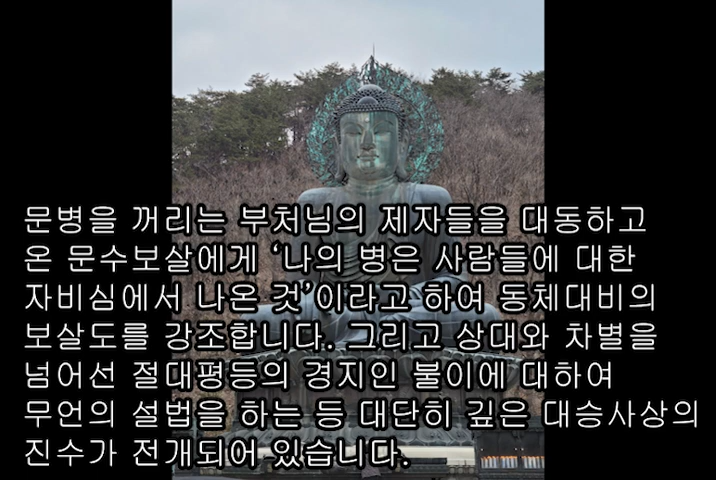 문병을 꺼리는 부처님의 제자들을 대동하고
온 문수보살에게 ‘나의 병은 사람들에 대한
자비심에서 나온 것’이라고 하여 동체대비의
보살도를 강조합니다. 그리고 상대와 차별을
넘어선 절대평등의 경지인 불이에 대하여
무언의 설법을 하는 등 대단히 깊은 대승사상의
진수가 전개되어 있습니다.